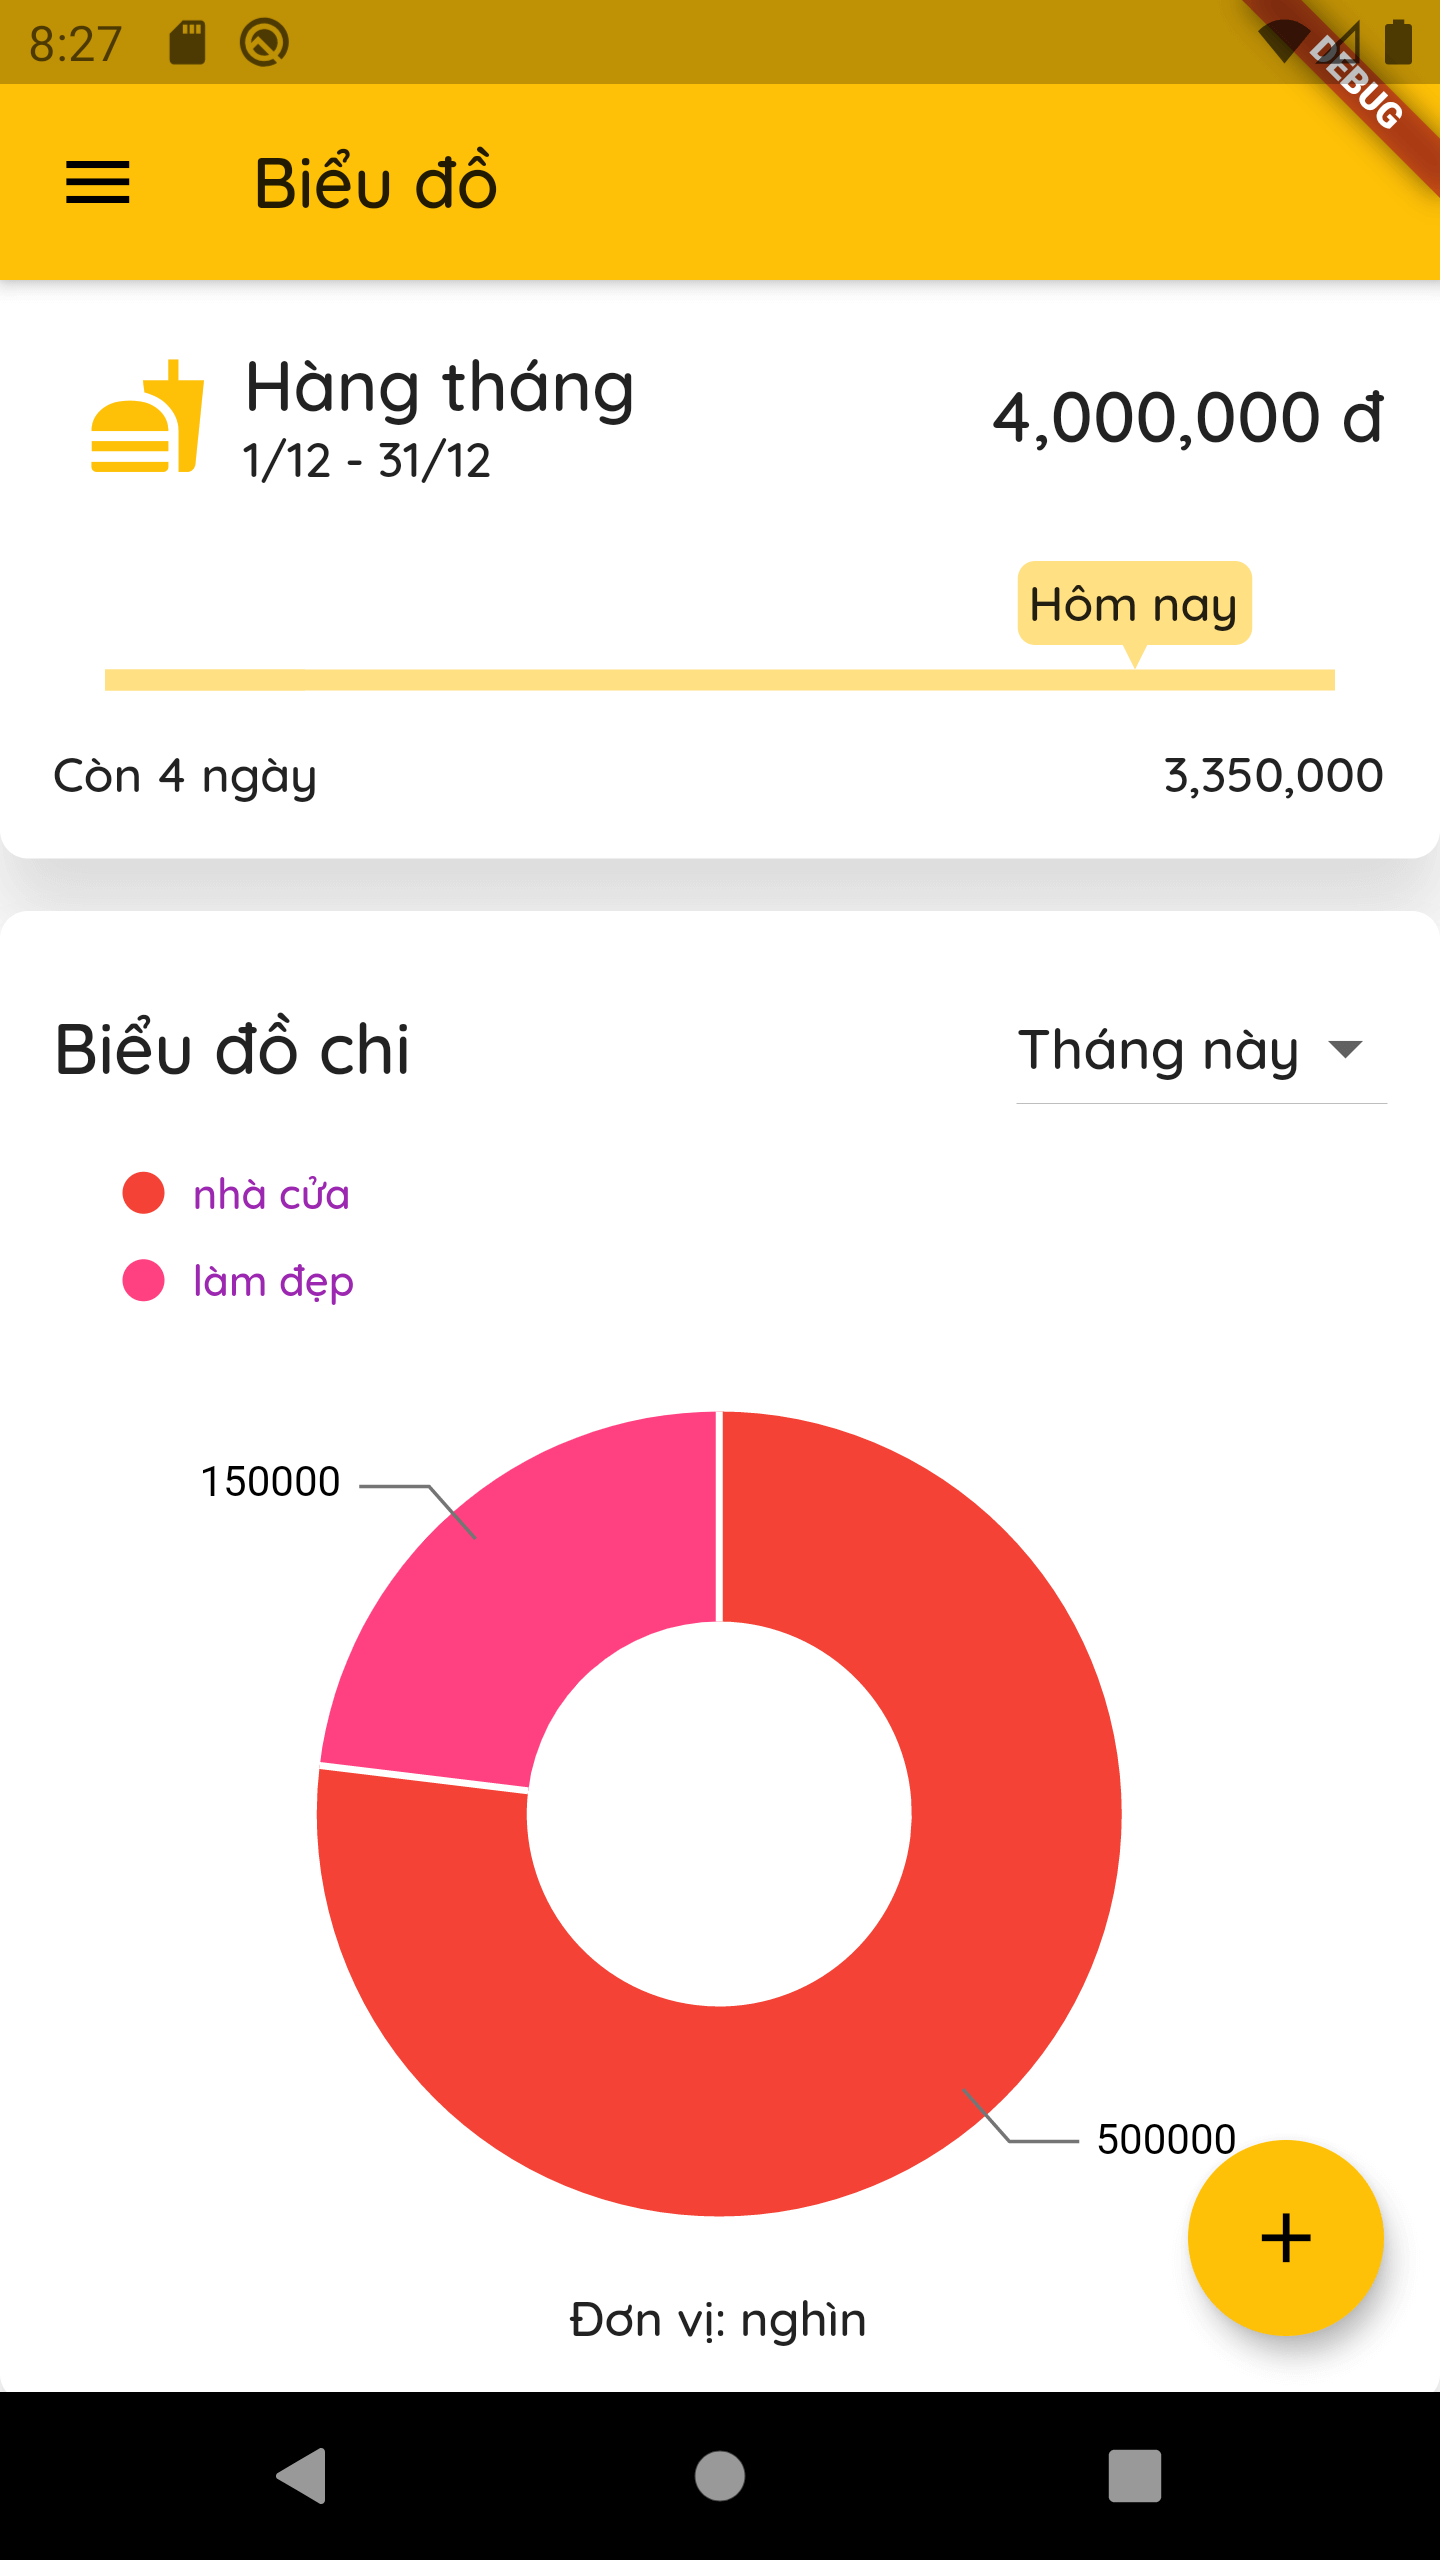 8:27
DEBUG
Biểu đồ
Hàng tháng
4,000,000 đ
1/12 - 31/12
Hôm nay
Còn 4 ngày
3,350,000
Biểu đồ chi
Tháng này
nhà cửa
làm đẹp
150000
500000
Đơn vị: nghìn